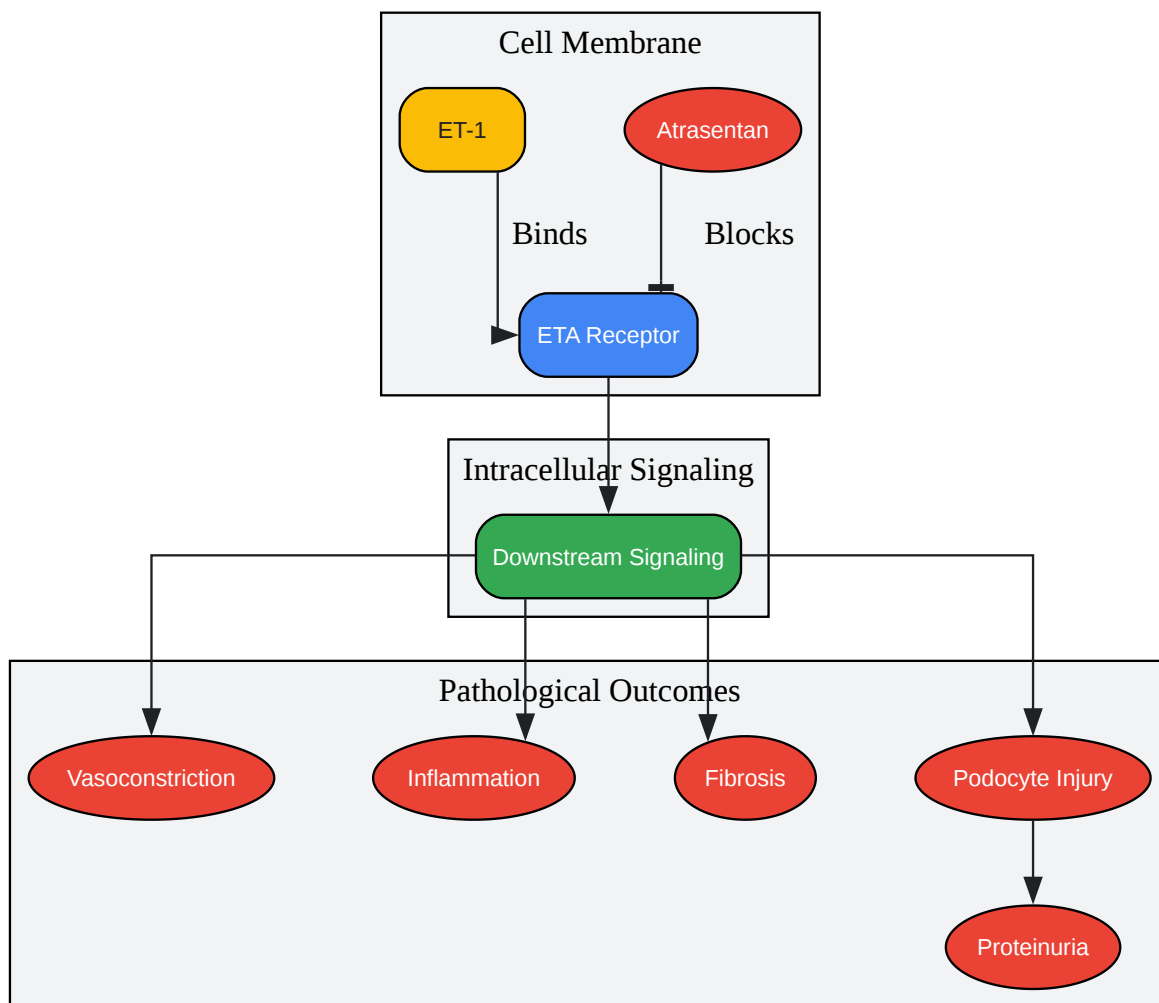 Cell Membrane
ET-1
Atrasentan
Binds
Blocks
ETA Receptor
Intracellular Signaling
Downstream Signaling
Pathological Outcomes
Vasoconstriction
Inflammation
Fibrosis
Podocyte Injury
Proteinuria